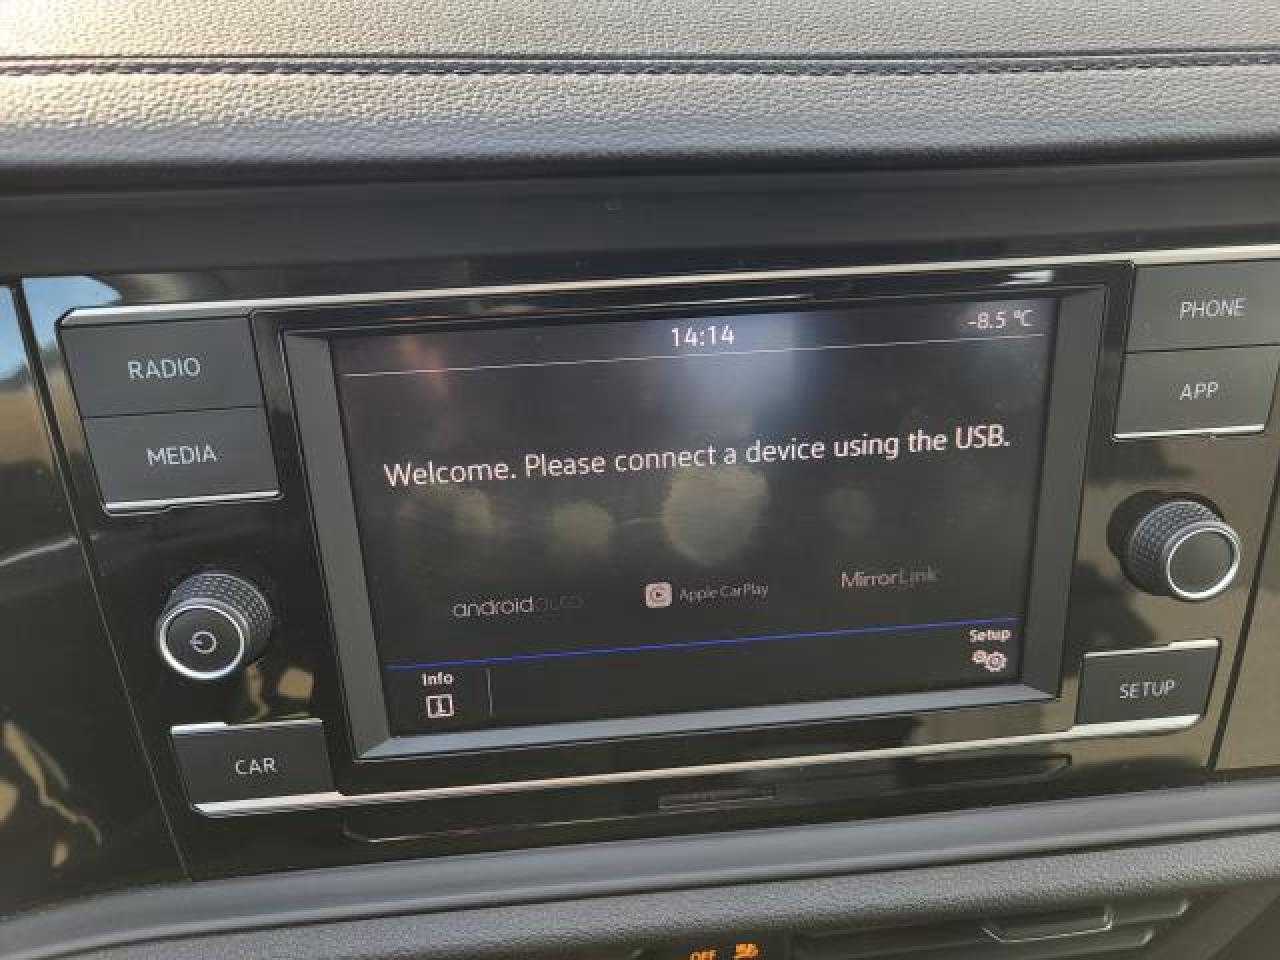 14:14
-8.5 °C
PHONE
RADIO
APP
MEDIA
Welcome. Please connect a device using the USB.
androidauto
Apple CarPlay
MirrorLink
Setup
Info
SETUP
CAR
OFF